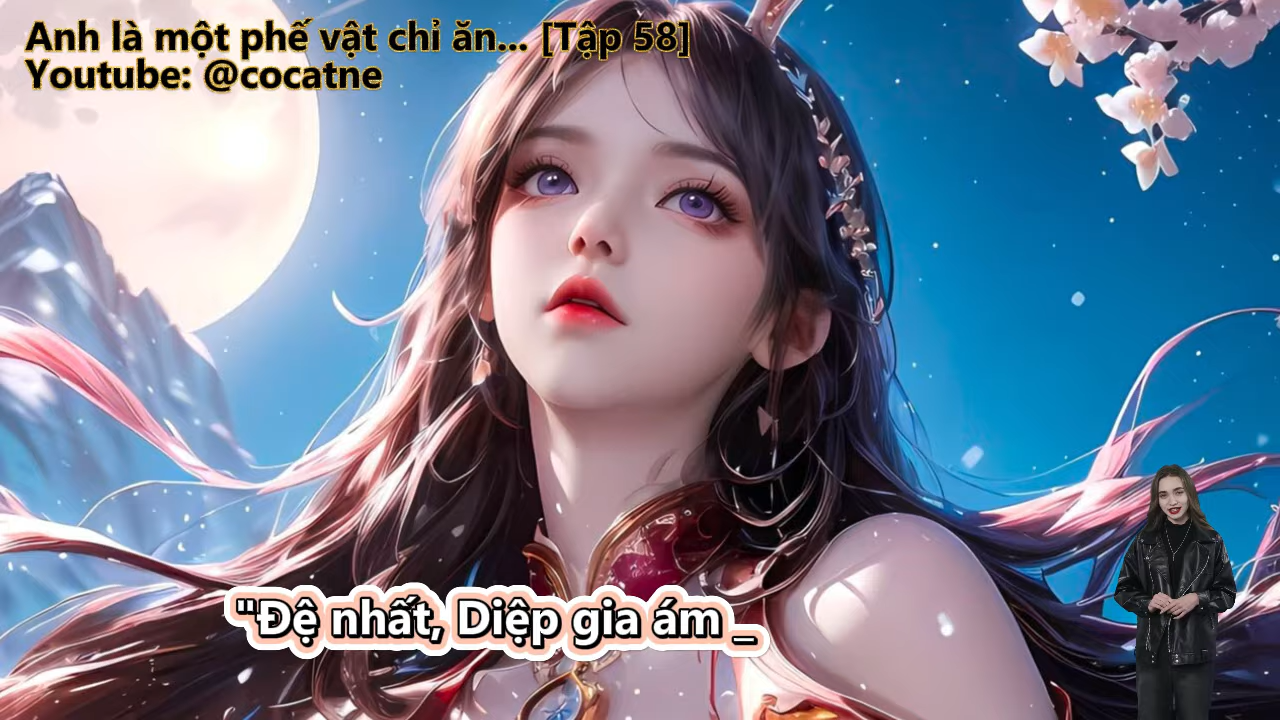 Anh là một phế vật chỉ ăn... [Tập 58]
Youtube: @cocatne
"Đệ nhất, Diệp gia ám _